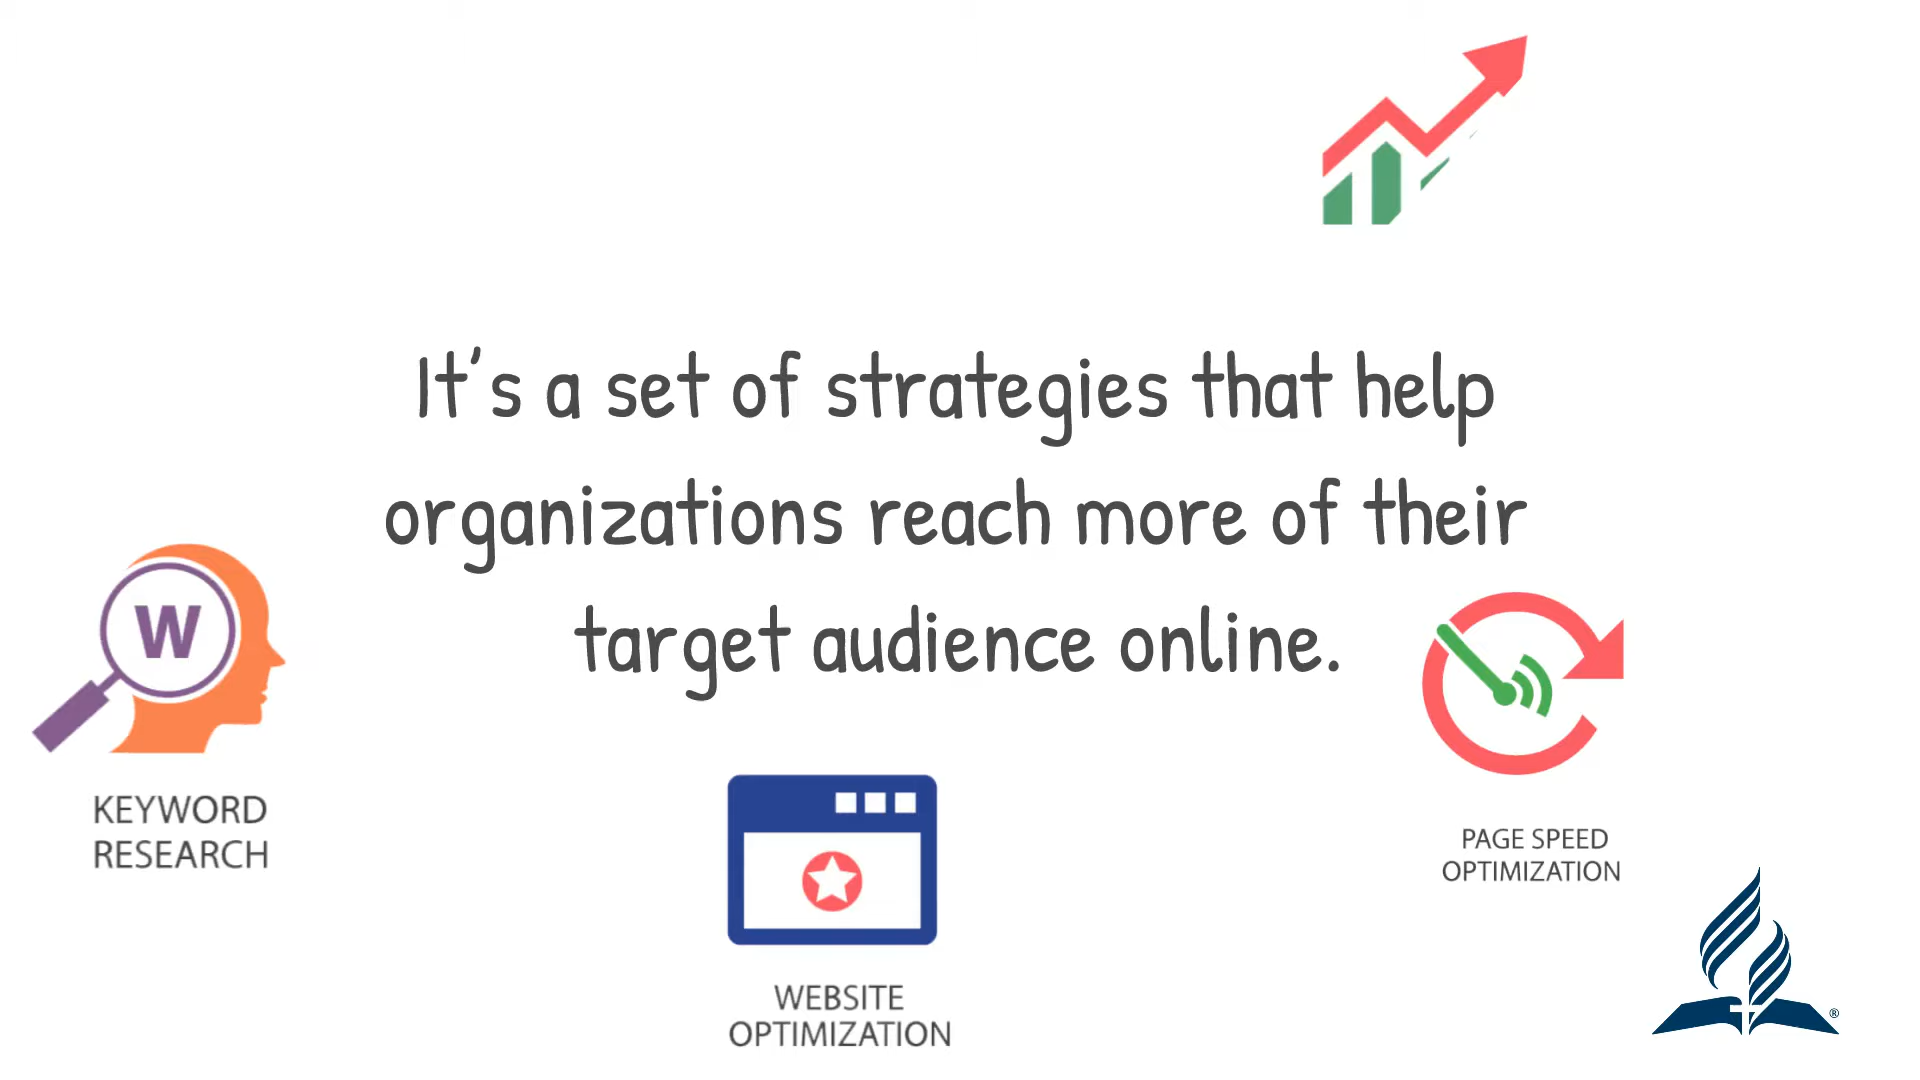 It's a set of strategies that help
organizations reach more of their
target audience online.
W
KEYWORD
RESEARCH
PAGE SPEED
OPTIMIZATION
WEBSITE
OPTIMIZATION
®